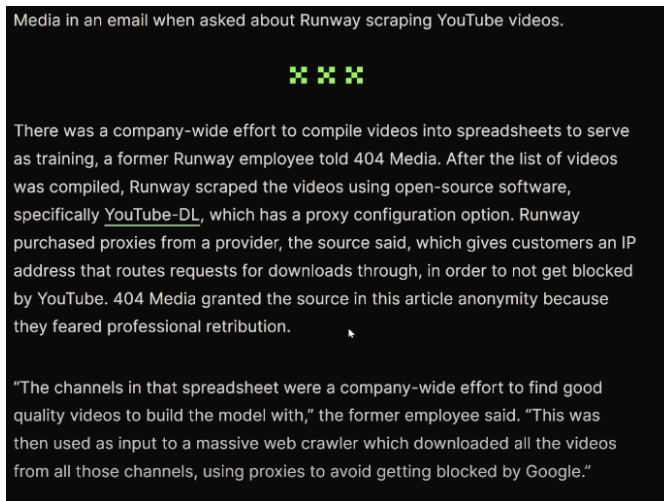 Media in an email when asked about Runway scraping YouTube videos.
There was a company-wide effort to compile videos into spreadsheets to serve
as training, a former Runway employee told 404 Media. After the list of videos
was compiled, Runway scraped the videos using open-source software,
specifically YouTube-DL, which has a proxy configuration option. Runway
purchased proxies from a provider, the source said, which gives customers an IP
address that routes requests for downloads through, in order to not get blocked
by YouTube. 404 Media granted the source in this article anonymity because
they feared professional retribution.
“The channels in that spreadsheet were a company-wide effort to find good
quality videos to build the model with,” the former employee said. “This was
then used as input to a massive web crawler which downloaded all the videos
from all those channels, using proxies to avoid getting blocked by Google.”